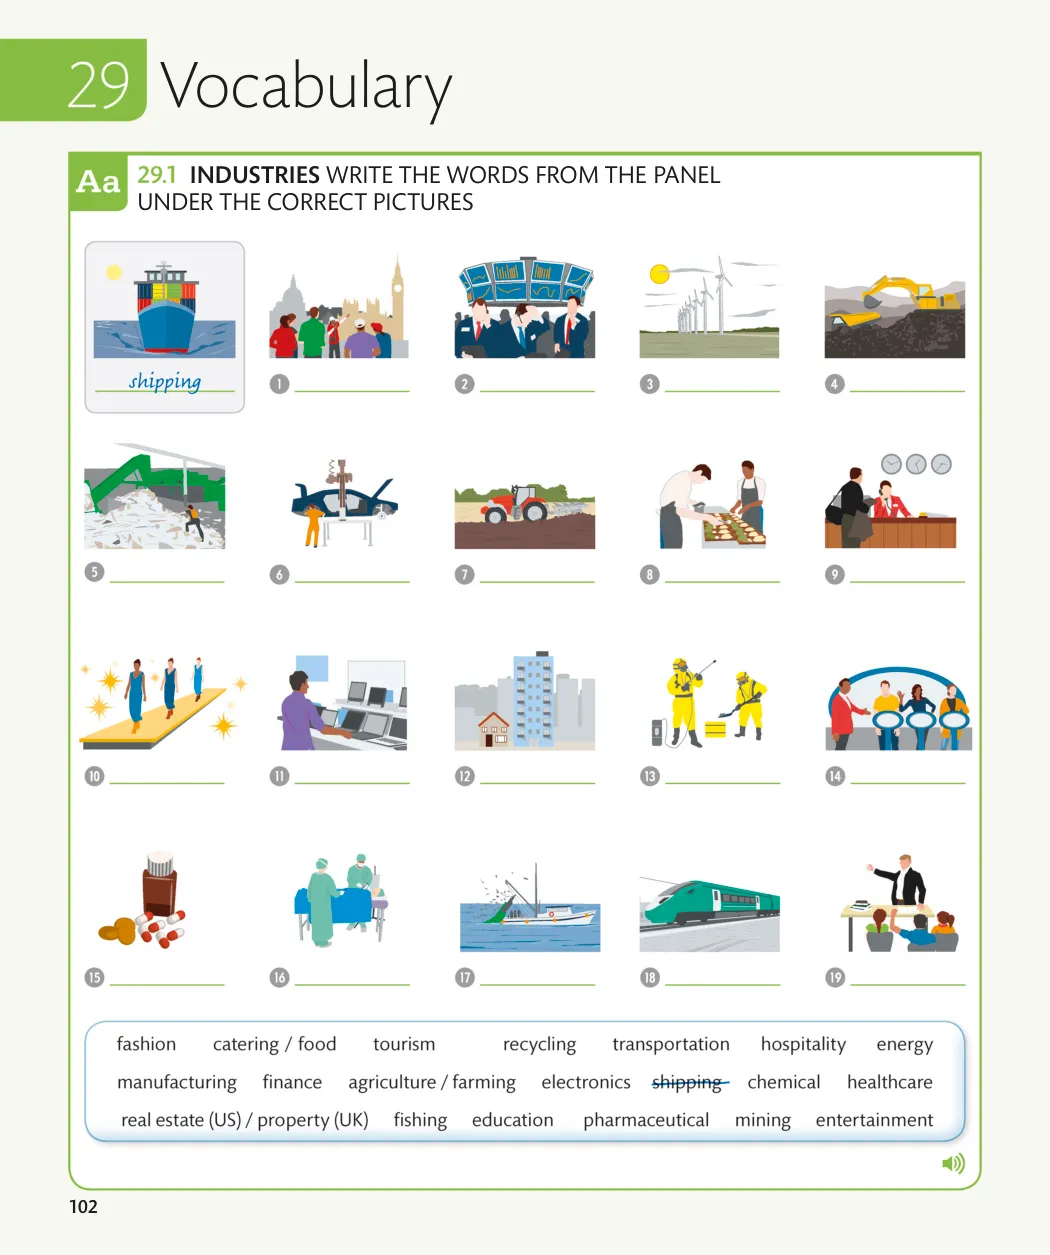 29 Vocabulary
Aa 29.1 INDUSTRIES WRITE THE WORDS FROM THE PANEL
UNDER THE CORRECT PICTURES
shipping
1
2
3
4
5
6
7
8
9
10
11
12
13
14
15
16
17
18
19
fashion catering / food tourism recycling transportation hospitality energy
manufacturing finance agriculture / farming electronics shipping chemical healthcare
real estate (US) / property (UK) fishing education pharmaceutical mining entertainment
102